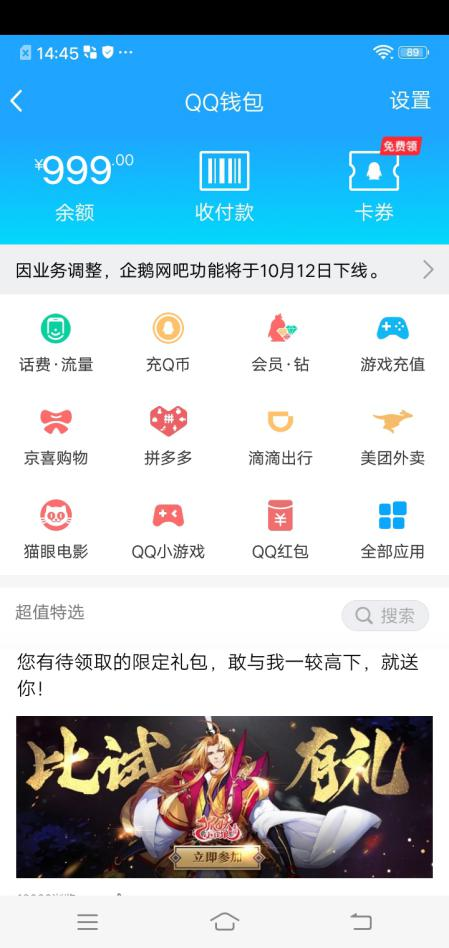 14:45
89
QQ钱包
设置
¥999.00
免费领
余额
收付款
卡券
因业务调整，企鹅网吧功能将于10月12日下线。
话费·流量
充Q币
会员·钻
游戏充值
京喜购物
拼多多
滴滴出行
美团外卖
猫眼电影
QQ小游戏
QQ红包
全部应用
超值特选
搜索
您有待领取的限定礼包，敢与我一较高下，就送
你！
比试 有礼
立即参加